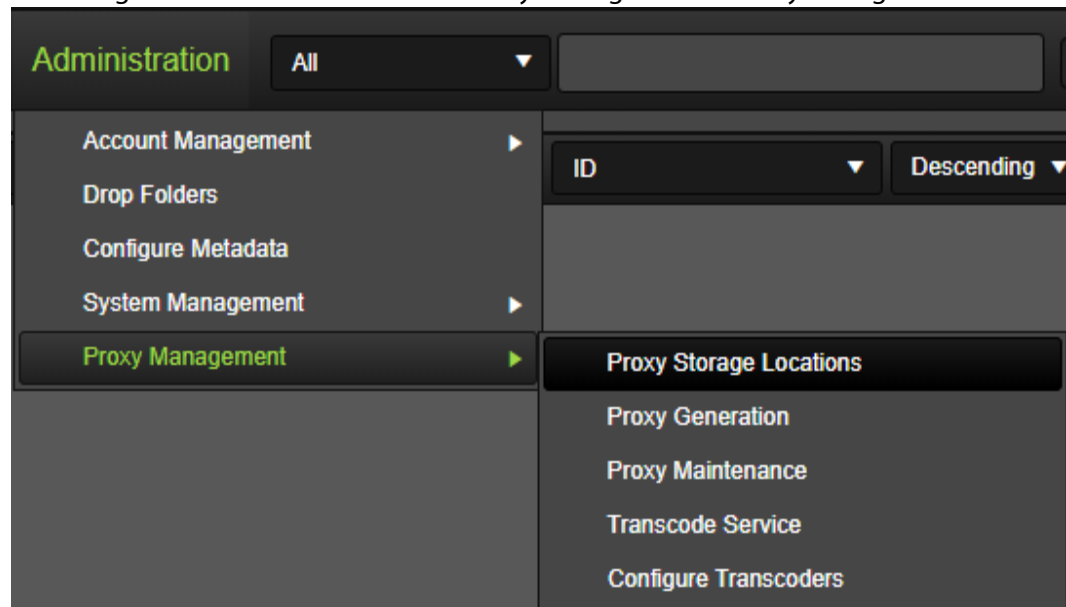 Administration All
Account Management
ID Descending
Drop Folders
Configure Metadata
System Management
Proxy Management
Proxy Storage Locations
Proxy Generation
Proxy Maintenance
Transcode Service
Configure Transcoders